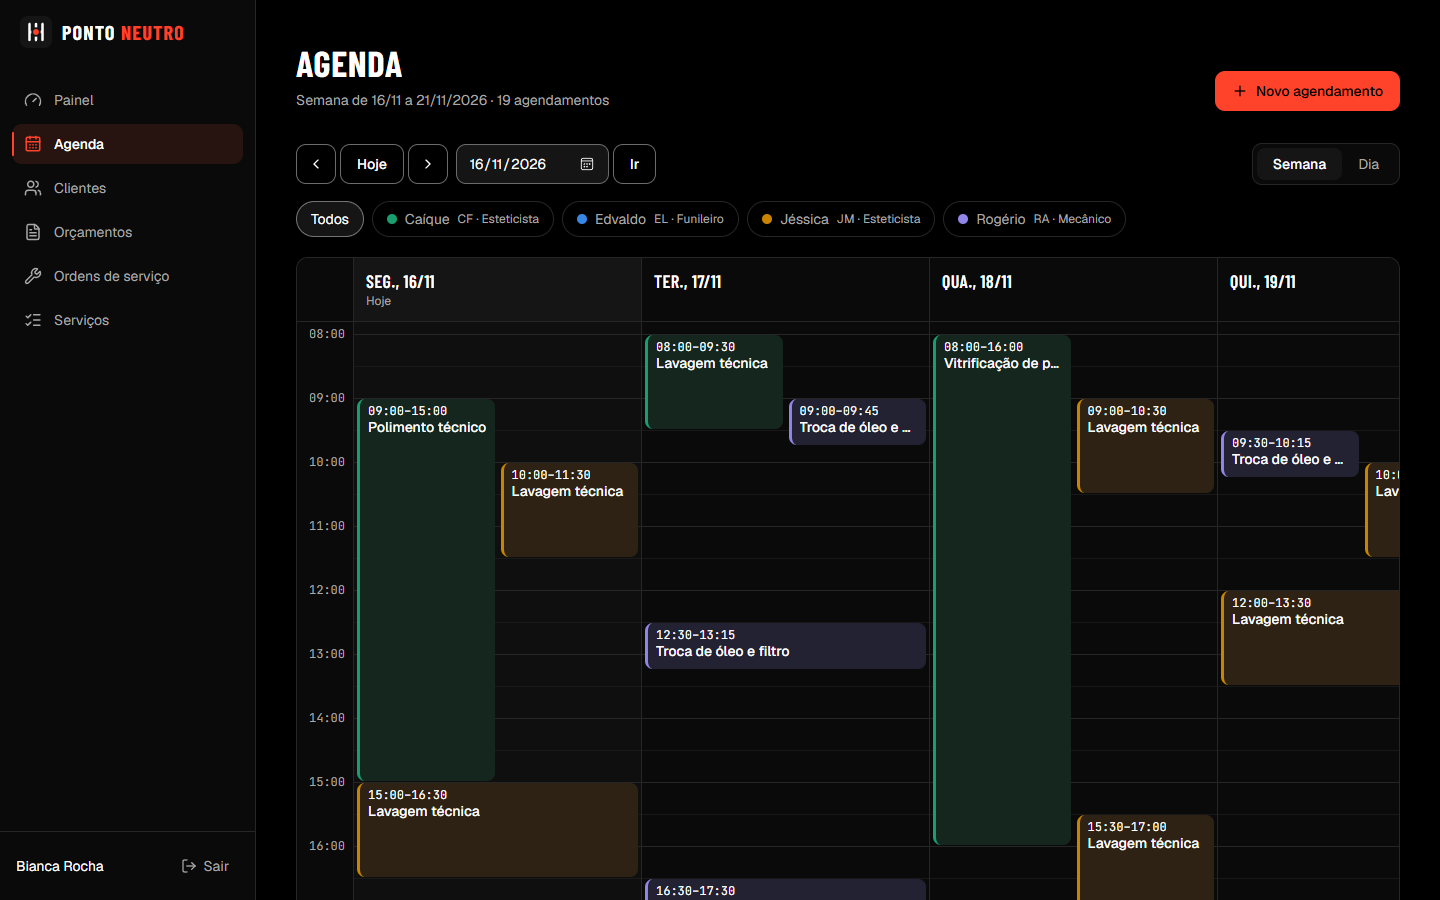 PONTO NEUTRO
Painel
Agenda
Clientes
Orçamentos
Ordens de serviço
Serviços
Bianca Rocha
Sair
AGENDA
Semana de 16/11 a 21/11/2026 · 19 agendamentos
Novo agendamento
Hoje
16/11/2026
Ir
Semana
Dia
Todos
Caíque CF · Esteticista
Edvaldo EL · Funileiro
Jéssica JM · Esteticista
Rogério RA · Mecânico
SEG., 16/11
Hoje
TER., 17/11
QUA., 18/11
QUI., 19/11
08:00
09:00
10:00
11:00
12:00
13:00
14:00
15:00
16:00
09:00–15:00
Polimento técnico
10:00–11:30
Lavagem técnica
15:00–16:30
Lavagem técnica
08:00–09:30
Lavagem técnica
09:00–09:45
Troca de óleo e ...
12:30–13:15
Troca de óleo e filtro
16:30–17:30
08:00–16:00
Vitrificação de p...
09:00–10:30
Lavagem técnica
15:30–17:00
Lavagem técnica
09:30–10:15
Troca de óleo e ...
10:0
Lav
12:00–13:30
Lavagem técnica